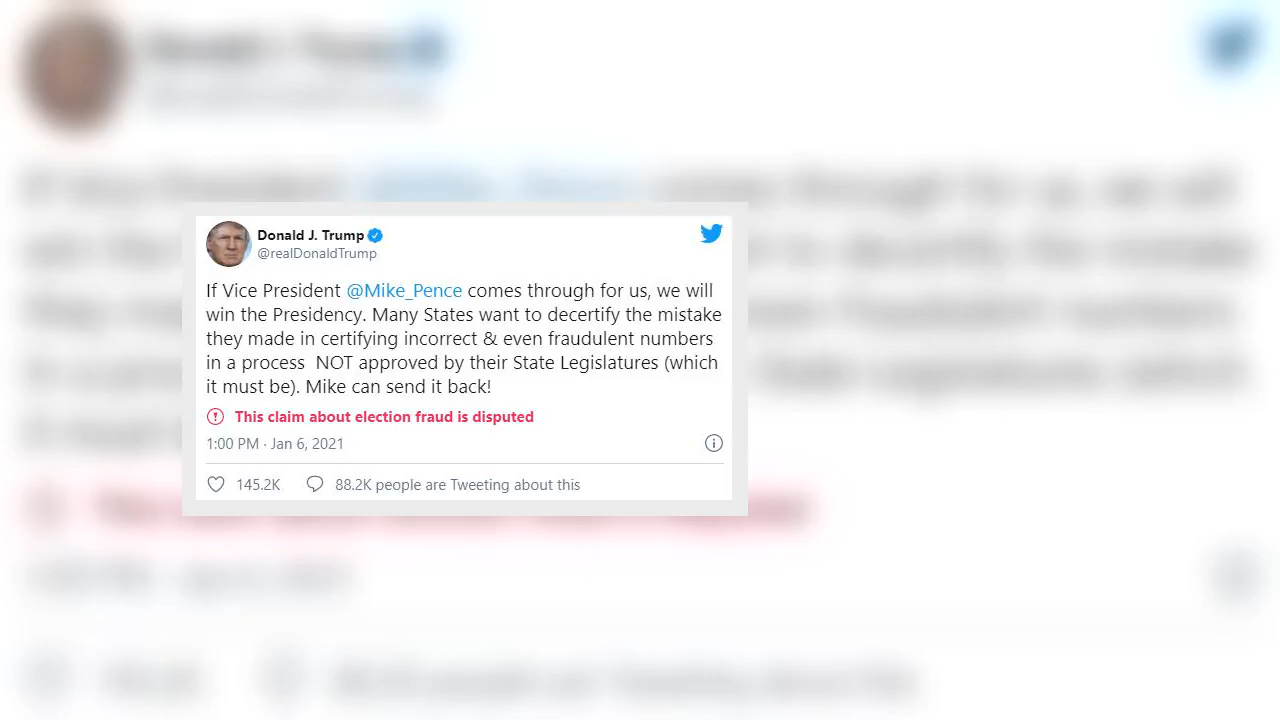 Donald J. Trump
@realDonaldTrump
If Vice President @Mike_Pence comes through for us, we will
win the Presidency. Many States want to decertify the mistake
they made in certifying incorrect & even fraudulent numbers
in a process  NOT approved by their State Legislatures (which
it must be). Mike can send it back!
This claim about election fraud is disputed
1:00 PM · Jan 6, 2021
145.2K 88.2K people are Tweeting about this